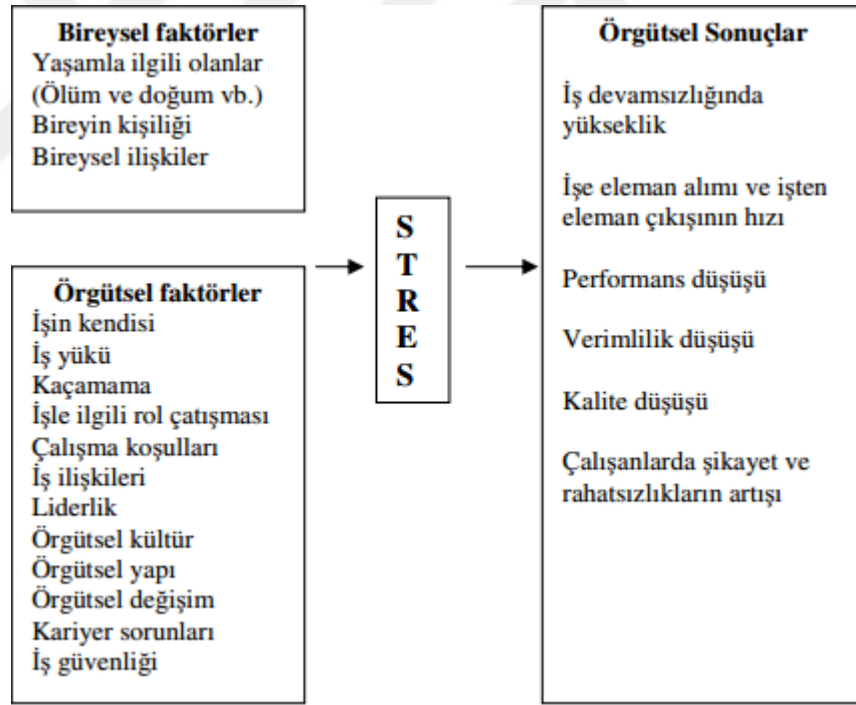 Bireysel faktörler
Yaşamla ilgili olanlar
(Ölüm ve doğum vb.)
Bireyin kişiliği
Bireysel ilişkiler
Örgütsel faktörler
İşin kendisi
İş yükü
Kaçamama
İşle ilgili rol çatışması
Çalışma koşulları
İş ilişkileri
Liderlik
Örgütsel kültür
Örgütsel yapı
Örgütsel değişim
Kariyer sorunları
İş güvenliği
S
T
R
E
S
Örgütsel Sonuçlar
İş devamsızlığında
yükseklik
İşe eleman alımı ve işten
eleman çıkışının hızı
Performans düşüşü
Verimlilik düşüşü
Kalite düşüşü
Çalışanlarda şikayet ve
rahatsızlıkların artışı